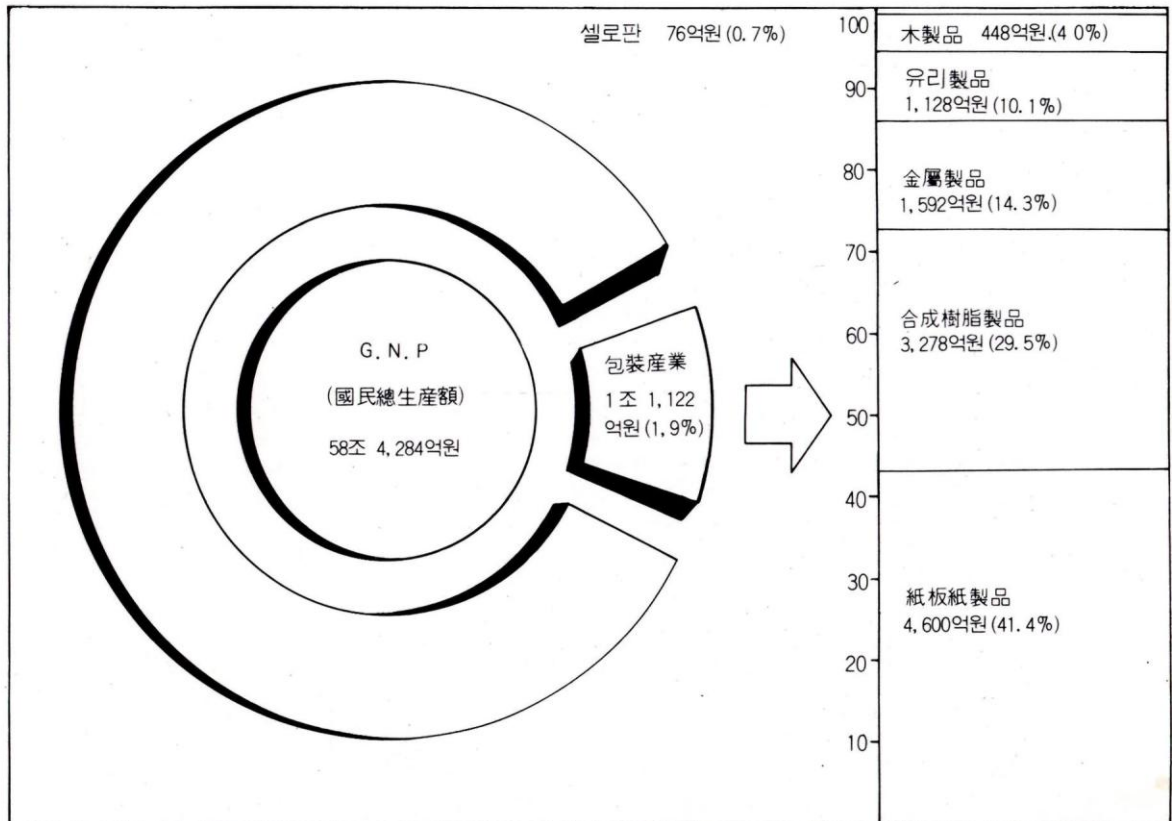 셀로판 76억원(0.7%)
G.N.P
(國民總生産額)
58조 4,284억원
包裝産業
1조 1,122
억원(1,9%)
100
90
80
70
60
50
40
30
20
10
木製品 448억원.(4 0%)
유리製品
1,128억원(10.1%)
金屬製品
1,592억원(14.3%)
合成樹脂製品
3,278억원(29.5%)
紙板紙製品
4,600억원(41.4%)